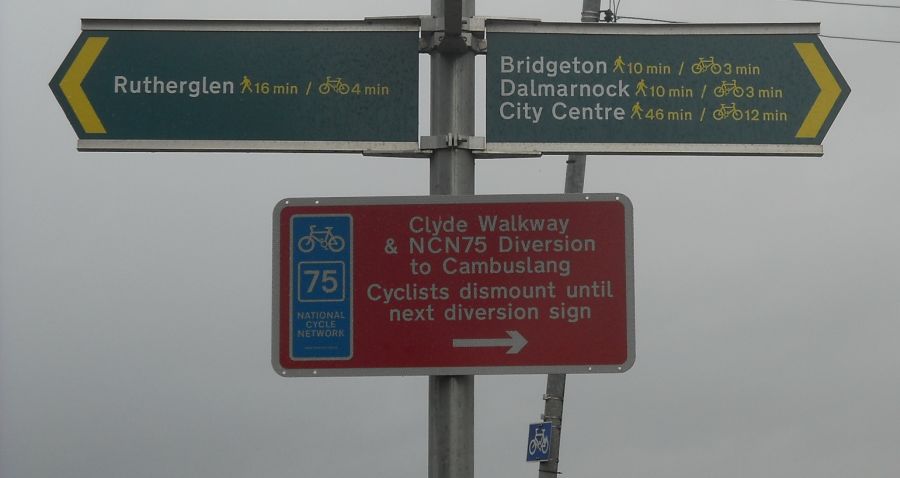 Rutherglen 16 min / 4 min
Bridgeton 10 min / 3 min
Dalmarnock 10 min / 3 min
City Centre 46 min / 12 min
75
NATIONAL
CYCLE
NETWORK
Clyde Walkway
& NCN75 Diversion
to Cambuslang
Cyclists dismount until
next diversion sign